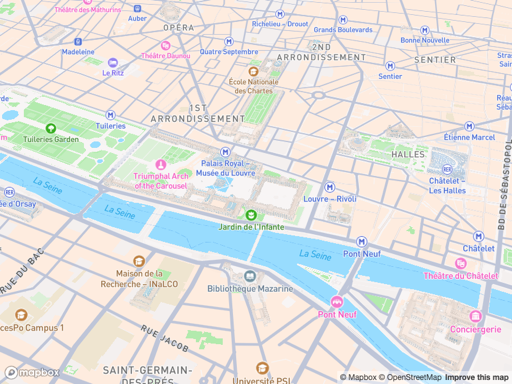 Théâtre des
Mathurins
Auber
OPÉRA
Richelieu – Drouot
Grands Boulevards
Bonne Nouvelle
Madeleine
Théâtre Daunou
Quatre Septembre
2ND
ARRONDISSEMENT
SENTIER
Le Ritz
Sentier
École Nationale
des Chartes
1ST
ARRONDISSEMENT
Tuileries
Tuileries Garden
Étienne Marcel
HALLES
BD DE SÉBASTOPOL
Palais Royal –
Musée du Louvre
Triumphal Arch
of the Carousel
Châtelet –
Les Halles
La Seine
Louvre – Rivoli
La Seine
Jardin de l'Infante
Châtelet
La Seine
Pont Neuf
Théâtre du Châtelet
RUE DU BAC
Maison de la
Recherche – INaLCO
Bibliothèque Mazarine
Pont Neuf
Conciergerie
RUE JACOB
SAINT-GERMAIN-
DES-PRÉS
Université PSL
mapbox
© Mapbox © OpenStreetMap Improve this map